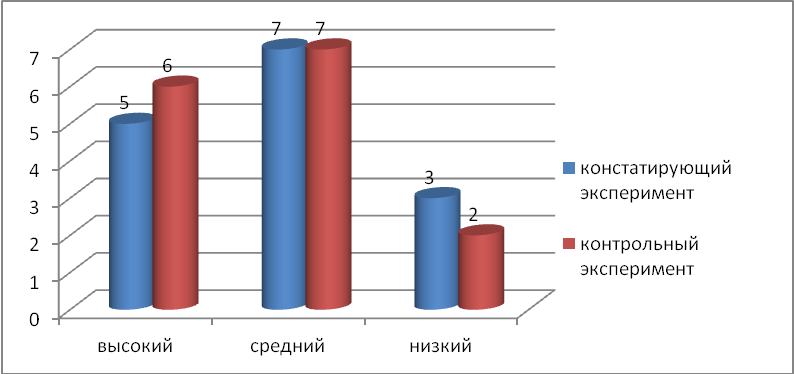 7
6
5
4
3
2
1
0
5
6
7
7
3
2
высокий
средний
низкий
констатирующий
эксперимент
контрольный
эксперимент